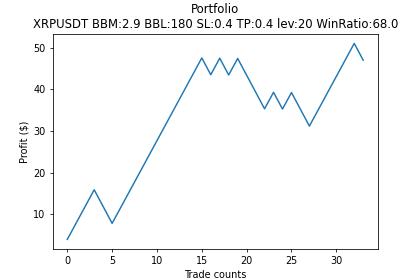 Portfolio
XRPUSDT BBM:2.9 BBL:180 SL:0.4 TP:0.4 lev:20 WinRatio:68.0
50
40
30
20
10
Profit ($)
0 5 10 15 20 25 30
Trade counts